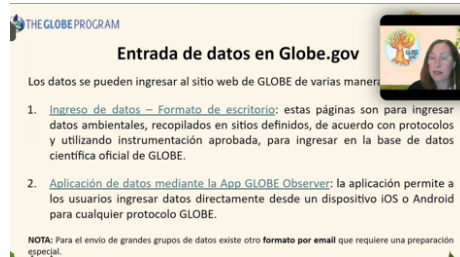 THE GLOBE PROGRAM
Entrada de datos en Globe.gov
Los datos se pueden ingresar al sitio web de GLOBE de varias manera
1. Ingreso de datos – Formato de escritorio: estas páginas son para ingresar
datos ambientales, recopilados en sitios definidos, de acuerdo con protocolos
y utilizando instrumentación aprobada, para ingresar en la base de datos
científica oficial de GLOBE.
2. Aplicación de datos mediante la App GLOBE Observer: la aplicación permite a
los usuarios ingresar datos directamente desde un dispositivo iOS o Android
para cualquier protocolo GLOBE.
NOTA: Para el envío de grandes grupos de datos existe otro formato por email que requiere una preparación
especial.